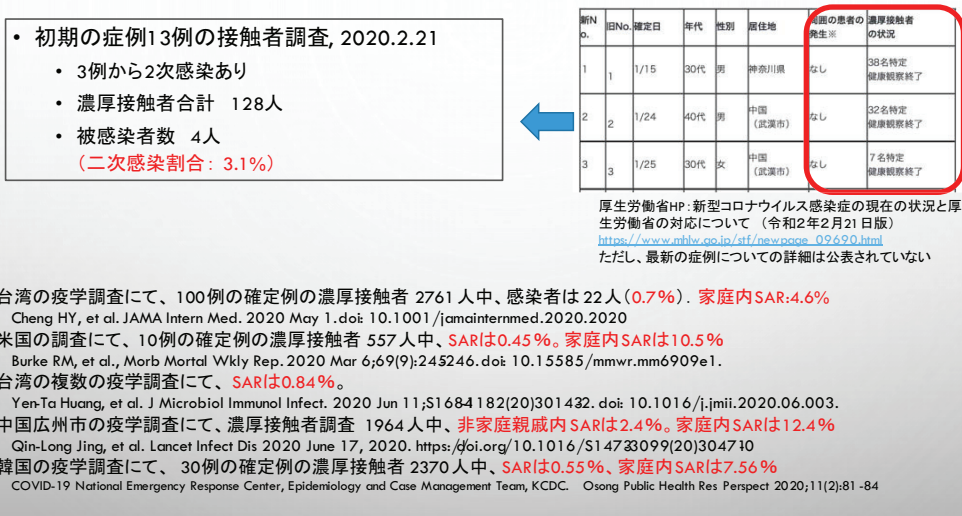 • 初期の症例13例の接触者調査, 2020.2.21
• 3例から2次感染あり
• 濃厚接触者合計 128人
• 被感染者数 4人
(二次感染割合: 3.1%)
新No. 旧No. 確定日 年代 性別 居住地 周囲の患者の発生※ 濃厚接触者の状況
1 1 1/15 30代 男 神奈川県 なし 38名特定 健康観察終了
2 2 1/24 40代 男 中国(武漢市) なし 32名特定 健康観察終了
3 3 1/25 30代 女 中国(武漢市) なし 7名特定 健康観察終了
厚生労働省HP:新型コロナウイルス感染症の現在の状況と厚
生労働省の対応について (令和2年2月21日版)
https://www.mhlw.go.jp/stf/newpage_09690.html
ただし、最新の症例についての詳細は公表されていない
台湾の疫学調査にて、100例の確定例の濃厚接触者 2761人中、感染者は22人(0.7%). 家庭内SAR:4.6%
Cheng HY, et al. JAMA Intern Med. 2020 May 1.doi: 10.1001/jamainternmed.2020.2020
米国の調査にて、10例の確定例の濃厚接触者 557人中、SARは0.45%。家庭内SARは10.5%
Burke RM, et al., Morb Mortal Wkly Rep. 2020 Mar 6;69(9):245246.doi: 10.15585/mmwr.mm6909e1.
台湾の複数の疫学調査にて、SARは0.84%。
Yen-Ta Huang, et al. J Microbiol Immunol Infect. 2020 Jun 11;S1684-1182(20)301432. doi: 10.1016/j.jmii.2020.06.003.
中国広州市の疫学調査にて、濃厚接触者調査 1964人中、非家庭親戚内SARは2.4%。家庭内SARは12.4%
Qin-Long Jing, et al. Lancet Infect Dis 2020 June 17, 2020. https://doi.org/10.1016/S14733099(20)304710
韓国の疫学調査にて、30例の確定例の濃厚接触者 2370人中、SARは0.55%、家庭内SARは7.56%
COVID-19 National Emergency Response Center, Epidemiology and Case Management Team, KCDC. Osong Public Health Res Perspect 2020;11(2):81-84